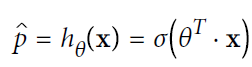 p̂ = h_θ(x) = σ(θ^T · x)